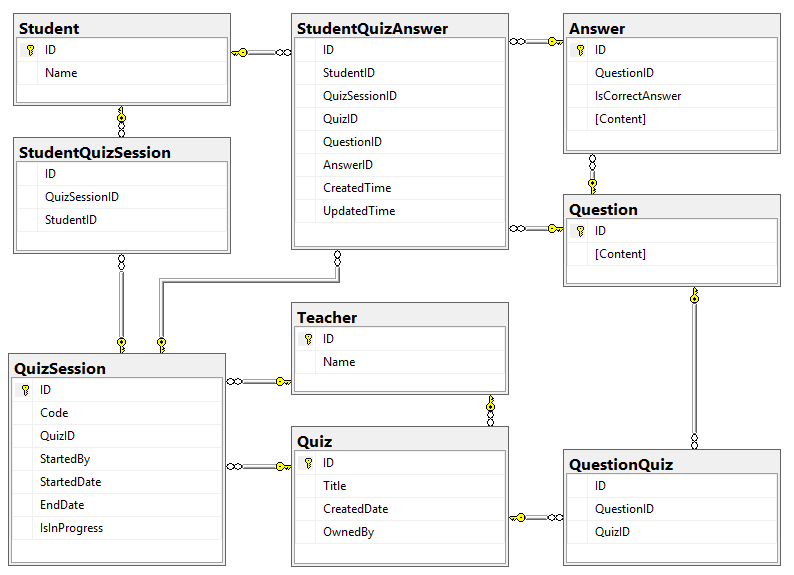 Student
ID
Name
StudentQuizAnswer
ID
StudentID
QuizSessionID
QuizID
QuestionID
AnswerID
CreatedTime
UpdatedTime
Answer
ID
QuestionID
IsCorrectAnswer
[Content]
StudentQuizSession
ID
QuizSessionID
StudentID
Question
ID
[Content]
Teacher
ID
Name
QuizSession
ID
Code
QuizID
StartedBy
StartedDate
EndDate
IsInProgress
Quiz
ID
Title
CreatedDate
OwnedBy
QuestionQuiz
ID
QuestionID
QuizID